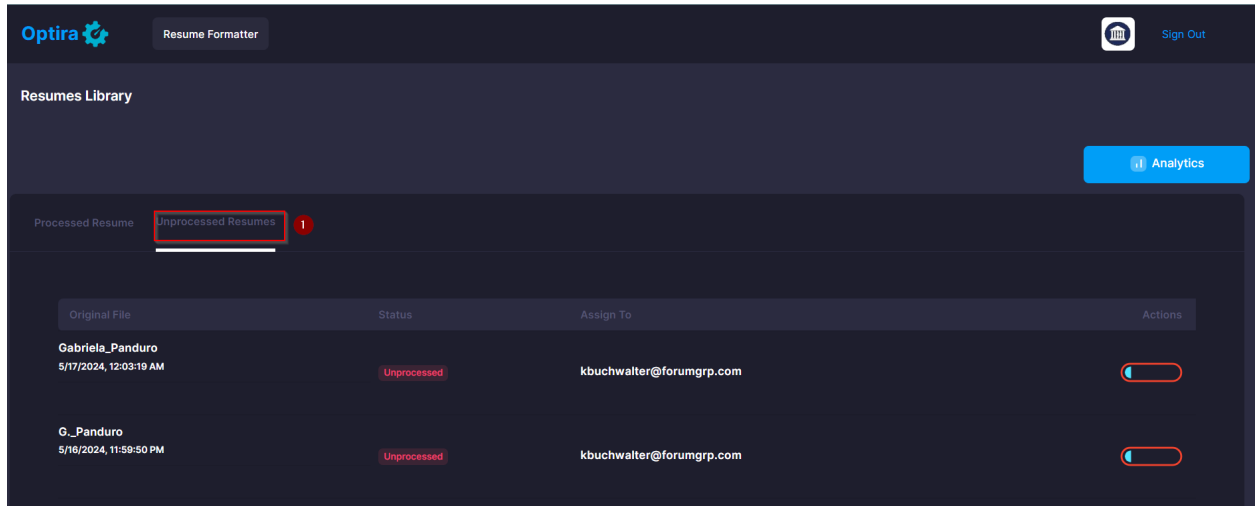 Optira
Resume Formatter
Sign Out
Resumes Library
Analytics
Processed Resume
Unprocessed Resumes
1
Original File Status Assign To Actions
Gabriela_Panduro
5/17/2024, 12:03:19 AM
Unprocessed
kbuchwalter@forumgrp.com
G._Panduro
5/16/2024, 11:59:50 PM
Unprocessed
kbuchwalter@forumgrp.com